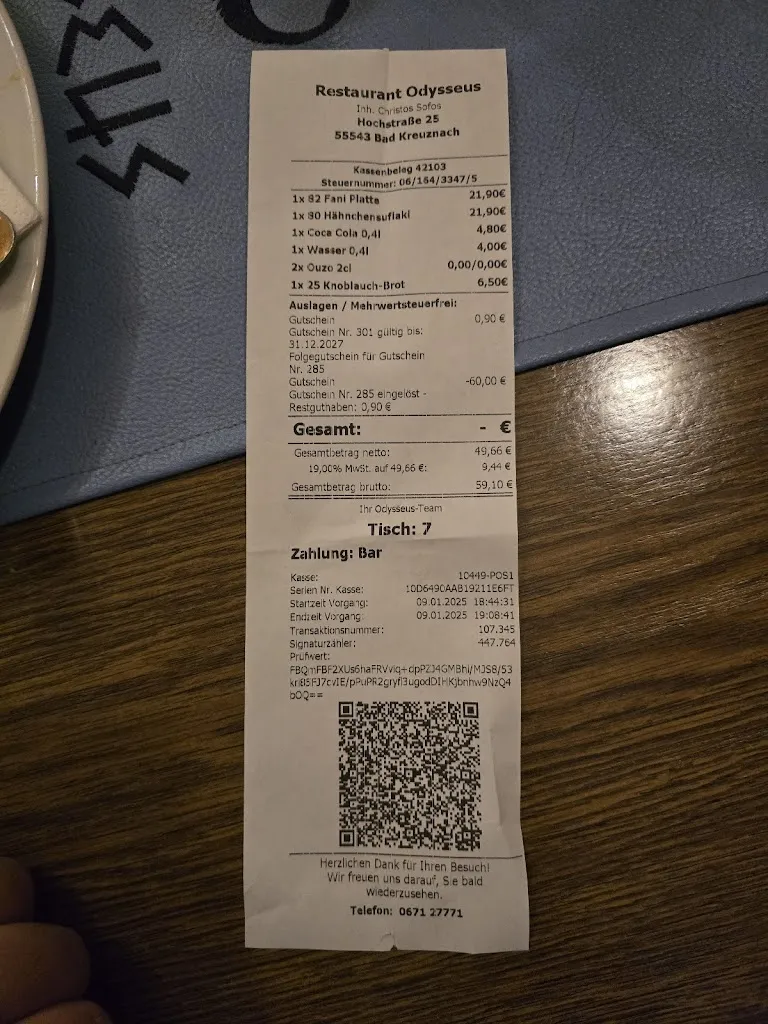 Restaurant Odysseus
Inh. Christos Sofos
Hochstraße 25
55543 Bad Kreuznach
Kassenbeleg 42103
Steuernummer: 06/164/3347/5
1x 82 Fani Platte 21,90€
1x 80 Hähnchensuflaki 21,90€
1x Coca Cola 0,4l 4,80€
1x Wasser 0,4l 4,00€
2x Ouzo 2cl 0,00/0,00€
1x 25 Knoblauch-Brot 6,50€
Auslagen / Mehrwertsteuerfrei:
Gutschein 0,90 €
Gutschein Nr. 301 gültig bis:
31.12.2027
Folgegutschein für Gutschein
Nr. 285
Gutschein -60,00 €
Gutschein Nr. 285 eingelöst -
Restguthaben: 0,90 €
Gesamt: - €
Gesamtbetrag netto: 49,66 €
19,00% MwSt. auf 49,66 €: 9,44 €
Gesamtbetrag brutto: 59,10 €
Ihr Odysseus-Team
Tisch: 7
Zahlung: Bar
Kasse: 10449-POS1
Serien Nr. Kasse: 10D6490AAB19211E6FT
Startzeit Vorgang: 09.01.2025 18:44:31
Endzeit Vorgang: 09.01.2025 19:08:41
Transaktionsnummer: 107.345
Signaturzähler: 447.764
Prüfwert:
bOQ==
Herzlichen Dank für Ihren Besuch!
Wir freuen uns darauf, Sie bald
wiederzusehen.
Telefon: 0671 27771